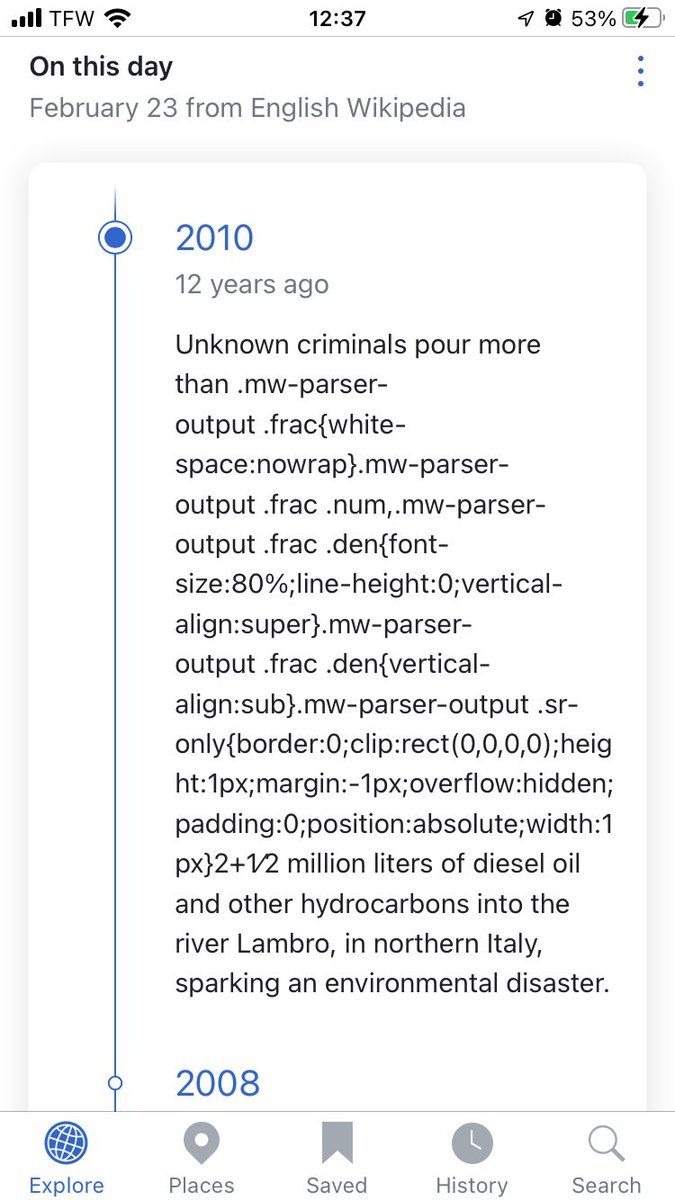 TFW 12:37 53%
On this day
February 23 from English Wikipedia
2010
12 years ago
Unknown criminals pour more
than .mw-parser-
output .frac{white-
space:nowrap}.mw-parser-
output .frac .num,.mw-parser-
output .frac .den{font-
size:80%;line-height:0;vertical-
align:super}.mw-parser-
output .frac .den{vertical-
align:sub}.mw-parser-output .sr-
only{border:0;clip:rect(0,0,0,0);heig
ht:1px;margin:-1px;overflow:hidden;
padding:0;position:absolute;width:1
px}2+1⁄2 million liters of diesel oil
and other hydrocarbons into the
river Lambro, in northern Italy,
sparking an environmental disaster.
2008
Explore Places Saved History Search